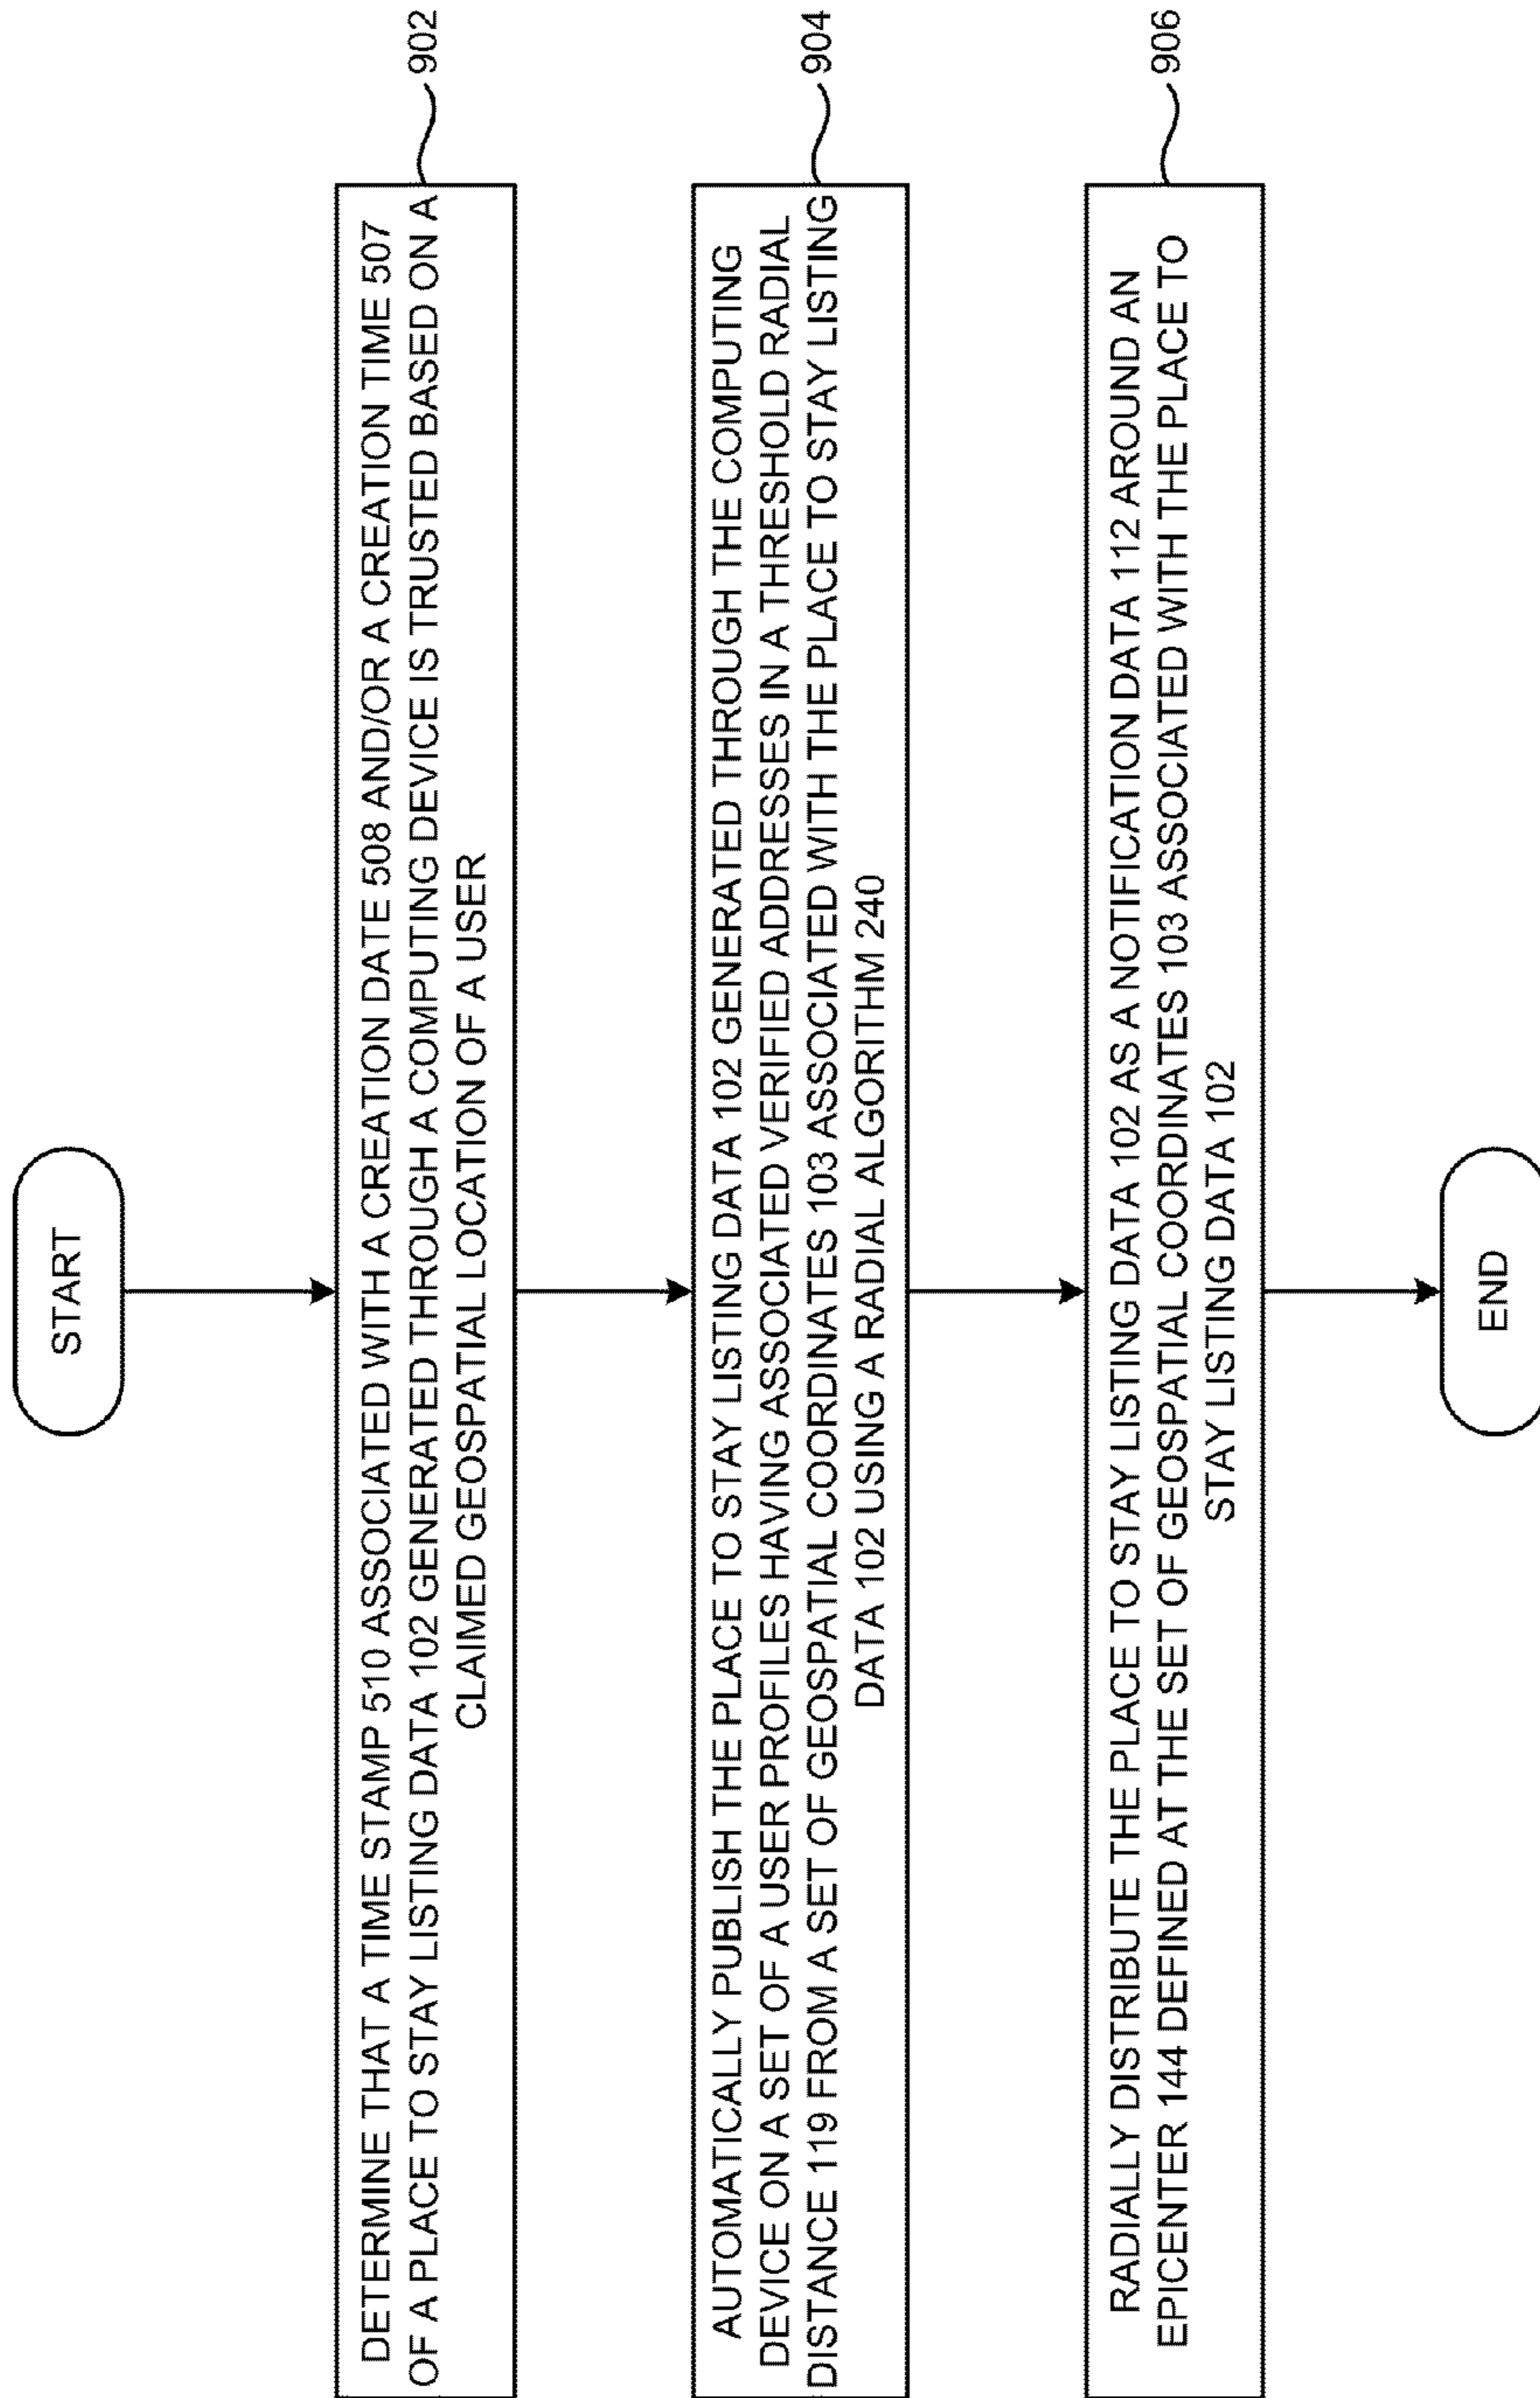 START
DETERMINE THAT A TIME STAMP 510 ASSOCIATED WITH A CREATION DATE 508 AND/OR A CREATION TIME 507
OF A PLACE TO STAY LISTING DATA 102 GENERATED THROUGH A COMPUTING DEVICE IS TRUSTED BASED ON A
CLAIMED GEOSPATIAL LOCATION OF A USER
902
AUTOMATICALLY PUBLISH THE PLACE TO STAY LISTING DATA 102 GENERATED THROUGH THE COMPUTING
DEVICE ON A SET OF A USER PROFILES HAVING ASSOCIATED VERIFIED ADDRESSES IN A THRESHOLD RADIAL
DISTANCE 119 FROM A SET OF GEOSPATIAL COORDINATES 103 ASSOCIATED WITH THE PLACE TO STAY LISTING
DATA 102 USING A RADIAL ALGORITHM 240
904
RADIALLY DISTRIBUTE THE PLACE TO STAY LISTING DATA 102 AS A NOTIFICATION DATA 112 AROUND AN
EPICENTER 144 DEFINED AT THE SET OF GEOSPATIAL COORDINATES 103 ASSOCIATED WITH THE PLACE TO
STAY LISTING DATA 102
906
END